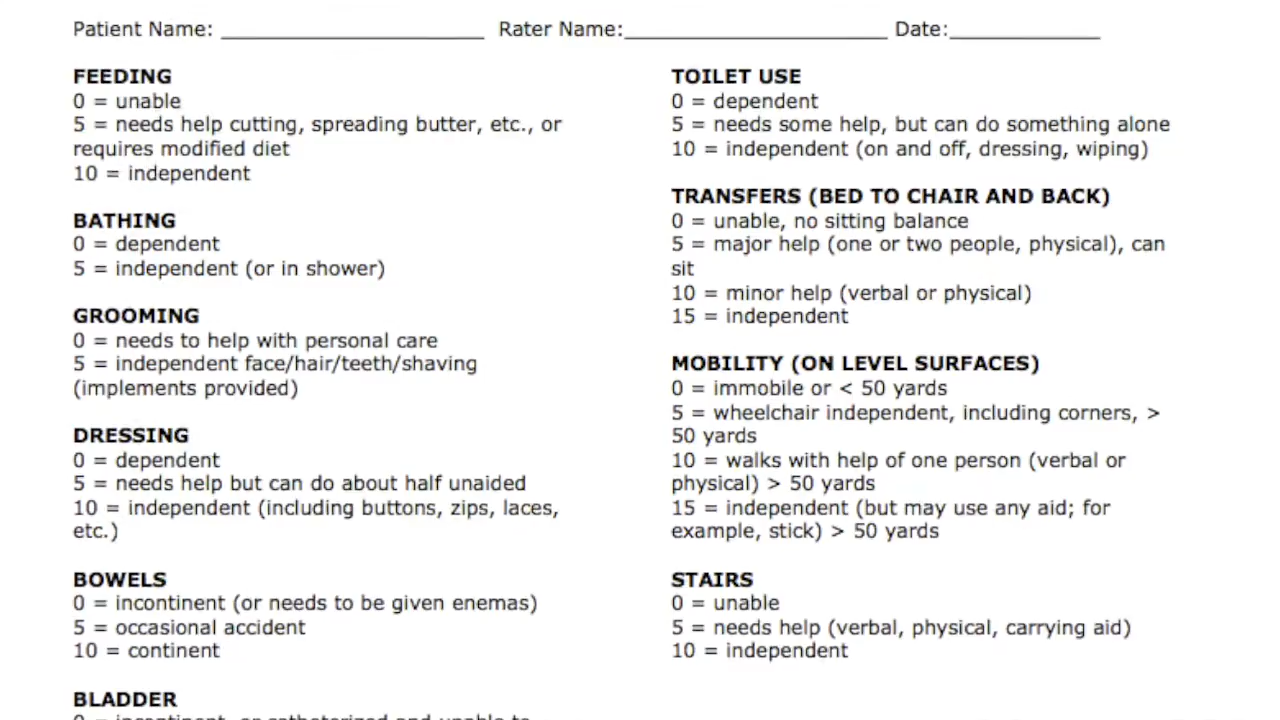 Patient Name: ________________________ Rater Name:________________________ Date:______________
FEEDING
0 = unable
5 = needs help cutting, spreading butter, etc., or
requires modified diet
10 = independent
BATHING
0 = dependent
5 = independent (or in shower)
GROOMING
0 = needs to help with personal care
5 = independent face/hair/teeth/shaving
(implements provided)
DRESSING
0 = dependent
5 = needs help but can do about half unaided
10 = independent (including buttons, zips, laces,
etc.)
BOWELS
0 = incontinent (or needs to be given enemas)
5 = occasional accident
10 = continent
BLADDER
0 = incontinent, or catheterized and unable to
TOILET USE
0 = dependent
5 = needs some help, but can do something alone
10 = independent (on and off, dressing, wiping)
TRANSFERS (BED TO CHAIR AND BACK)
0 = unable, no sitting balance
5 = major help (one or two people, physical), can
sit
10 = minor help (verbal or physical)
15 = independent
MOBILITY (ON LEVEL SURFACES)
0 = immobile or < 50 yards
5 = wheelchair independent, including corners, >
50 yards
10 = walks with help of one person (verbal or
physical) > 50 yards
15 = independent (but may use any aid; for
example, stick) > 50 yards
STAIRS
0 = unable
5 = needs help (verbal, physical, carrying aid)
10 = independent